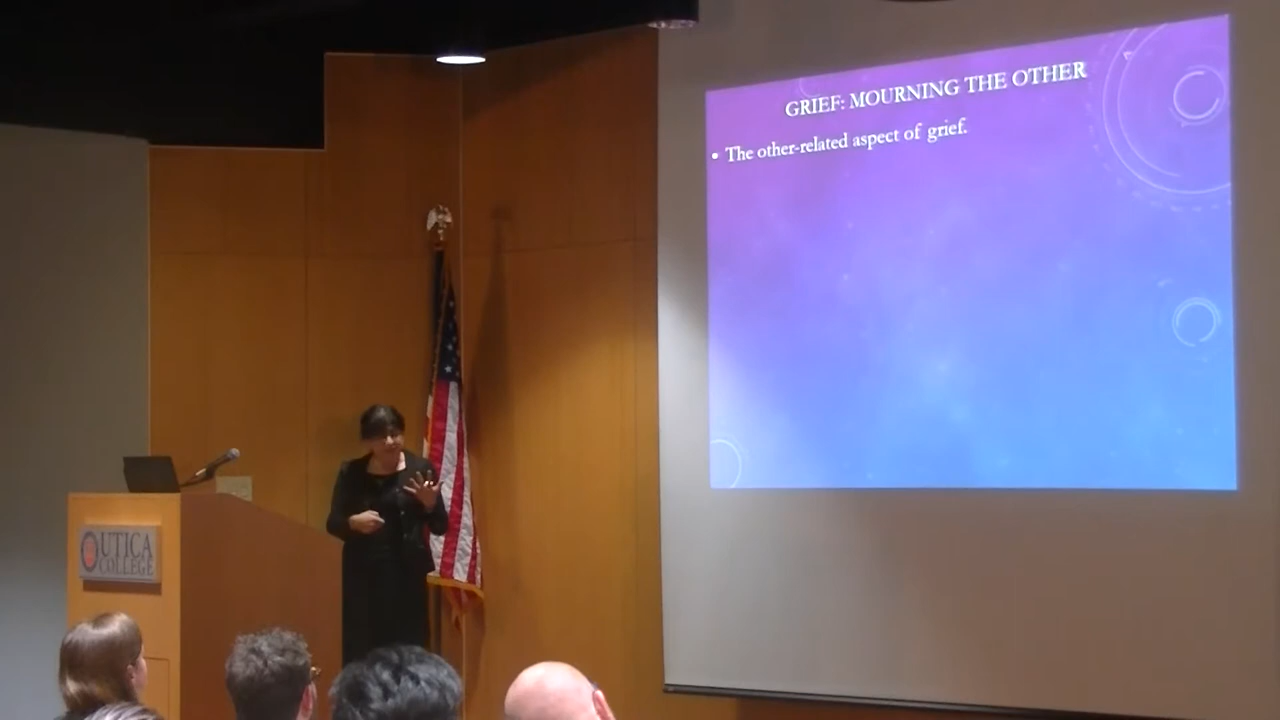 GRIEF: MOURNING THE OTHER
• The other-related aspect of grief.
UTICA
COLLEGE